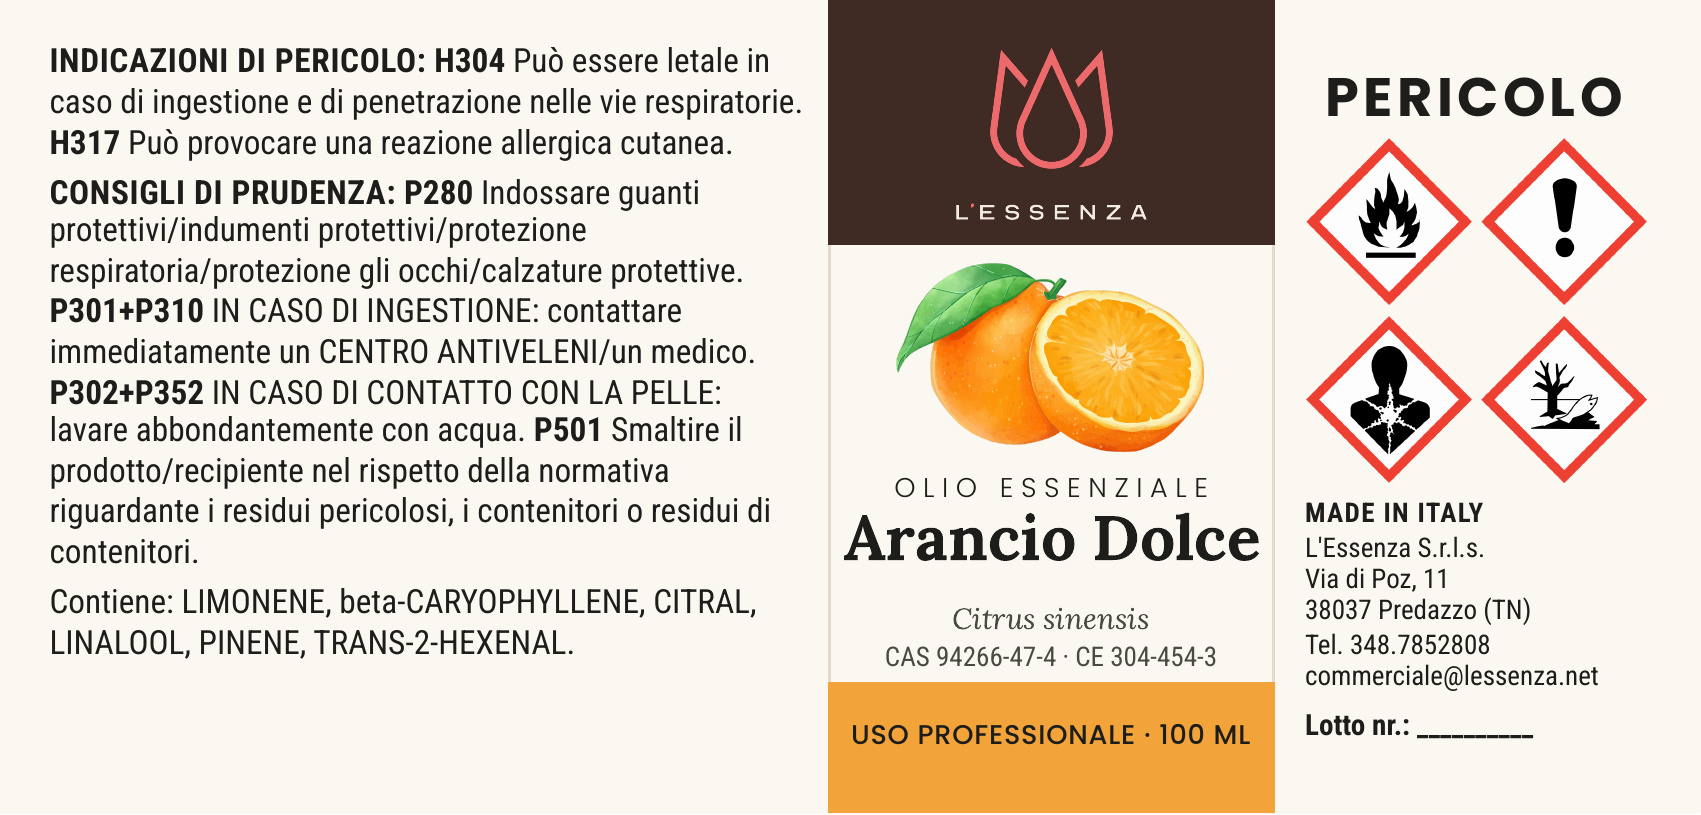 INDICAZIONI DI PERICOLO: H304 Può essere letale in
caso di ingestione e di penetrazione nelle vie respiratorie.
H317 Può provocare una reazione allergica cutanea.
CONSIGLI DI PRUDENZA: P280 Indossare guanti
protettivi/indumenti protettivi/protezione
respiratoria/protezione gli occhi/calzature protettive.
P301+P310 IN CASO DI INGESTIONE: contattare
immediatamente un CENTRO ANTIVELENI/un medico.
P302+P352 IN CASO DI CONTATTO CON LA PELLE:
lavare abbondantemente con acqua. P501 Smaltire il
prodotto/recipiente nel rispetto della normativa
riguardante i residui pericolosi, i contenitori o residui di
contenitori.
Contiene: LIMONENE, beta-CARYOPHYLLENE, CITRAL,
LINALOOL, PINENE, TRANS-2-HEXENAL.
L'ESSENZA
OLIO ESSENZIALE
Arancio Dolce
Citrus sinensis
CAS 94266-47-4 · CE 304-454-3
USO PROFESSIONALE · 100 ML
PERICOLO
MADE IN ITALY
L'Essenza S.r.l.s.
Via di Poz, 11
38037 Predazzo (TN)
Tel. 348.7852808
commerciale@lessenza.net
Lotto nr.: __________